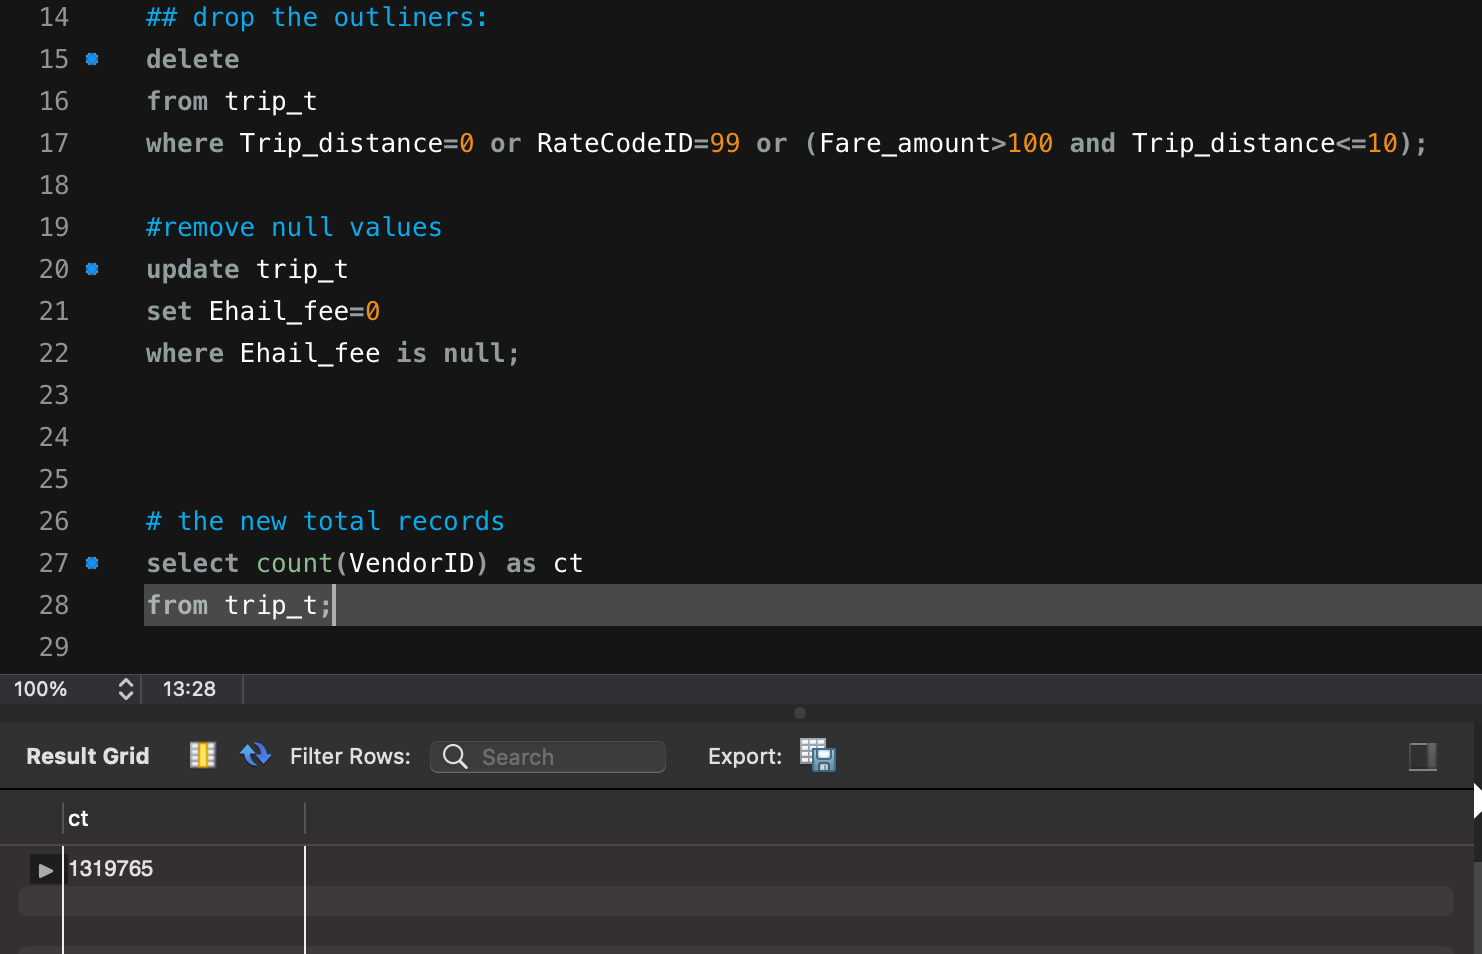 14 ## drop the outliners:
15 delete
16 from trip_t
17 where Trip_distance=0 or RateCodeID=99 or (Fare_amount>100 and Trip_distance<=10);
18
19 #remove null values
20 update trip_t
21 set Ehail_fee=0
22 where Ehail_fee is null;
23
24
25
26 # the new total records
27 select count(VendorID) as ct
28 from trip_t;
29
100% 13:28
Result Grid Filter Rows: Search Export:
ct
1319765